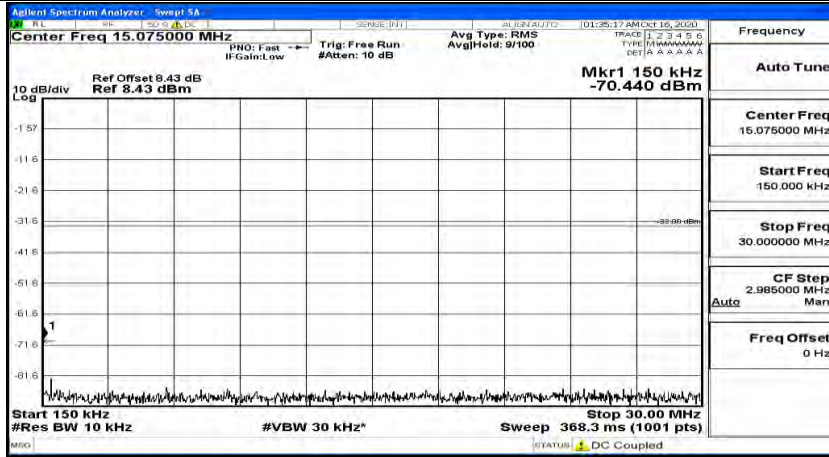 Agilent Spectrum Analyzer - Swept SA
RL RF 50 Ω DC SENSE:INT ALIGN AUTO 01:35:17 AM Oct 16, 2020
Center Freq 15.075000 MHz
PNO: Fast
IFGain:Low
Trig: Free Run
#Atten: 10 dB
Avg Type: RMS
Avg|Hold: 9/100
TRACE 1 2 3 4 5 6
TYPE MWWWWW
DET A A A A A A
Ref Offset 8.43 dB
10 dB/div Ref 8.43 dBm
Log
Mkr1 150 kHz
-70.440 dBm
-1.57
-11.6
-21.6
-31.6
-33.00 dBm
-41.6
-51.6
-61.6
1
-71.6
-81.6
Start 150 kHz Stop 30.00 MHz
#Res BW 10 kHz #VBW 30 kHz* Sweep 368.3 ms (1001 pts)
MSG STATUS DC Coupled
Frequency
Auto Tune
Center Freq
15.075000 MHz
Start Freq
150.000 kHz
Stop Freq
30.000000 MHz
CF Step
2.985000 MHz
Auto Man
Freq Offset
0 Hz